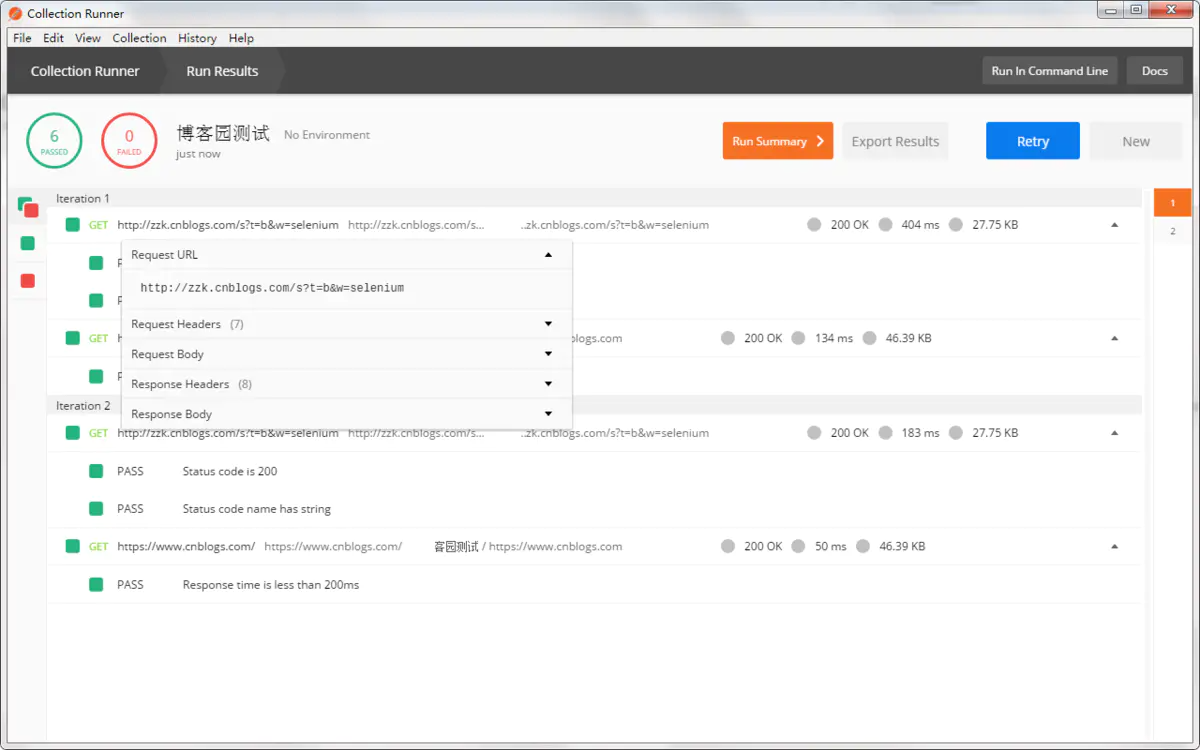 Collection Runner
File Edit View Collection History Help
Collection Runner Run Results Run In Command Line Docs
6 PASSED 0 FAILED 博客园测试 No Environment just now Run Summary Export Results Retry New
Iteration 1 1
GET http://zzk.cnblogs.com/s?t=b&w=selenium http://zzk.cnblogs.com/s... ..zk.cnblogs.com/s?t=b&w=selenium 200 OK 404 ms 27.75 KB 2
Request URL
http://zzk.cnblogs.com/s?t=b&w=selenium
Request Headers (7)
GET blogs.com 200 OK 134 ms 46.39 KB
Request Body
Response Headers (8)
Iteration 2
Response Body
GET http://zzk.cnblogs.com/s?t=b&w=selenium http://zzk.cnblogs.com/s... ..zk.cnblogs.com/s?t=b&w=selenium 200 OK 183 ms 27.75 KB
PASS Status code is 200
PASS Status code name has string
GET https://www.cnblogs.com/ https://www.cnblogs.com/ 客园测试 / https://www.cnblogs.com 200 OK 50 ms 46.39 KB
PASS Response time is less than 200ms